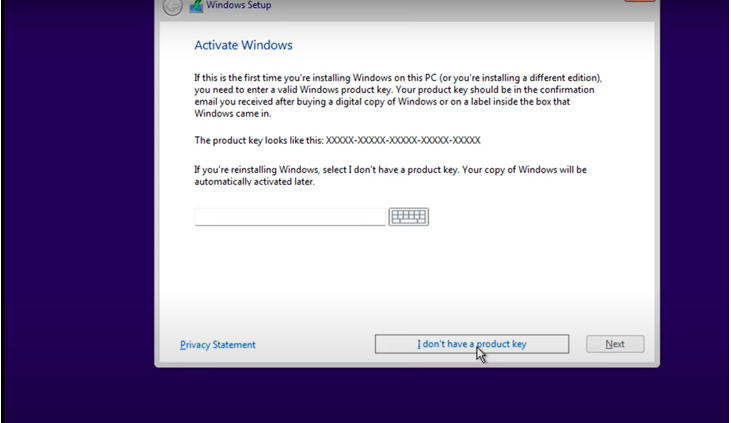 Windows Setup
Activate Windows
If this is the first time you're installing Windows on this PC (or you're installing a different edition),
you need to enter a valid Windows product key. Your product key should be in the confirmation
email you received after buying a digital copy of Windows or on a label inside the box that
Windows came in.
The product key looks like this: XXXXX-XXXXX-XXXXX-XXXXX-XXXXX
If you're reinstalling Windows, select I don't have a product key. Your copy of Windows will be
automatically activated later.
Privacy Statement
I don't have a product key
Next